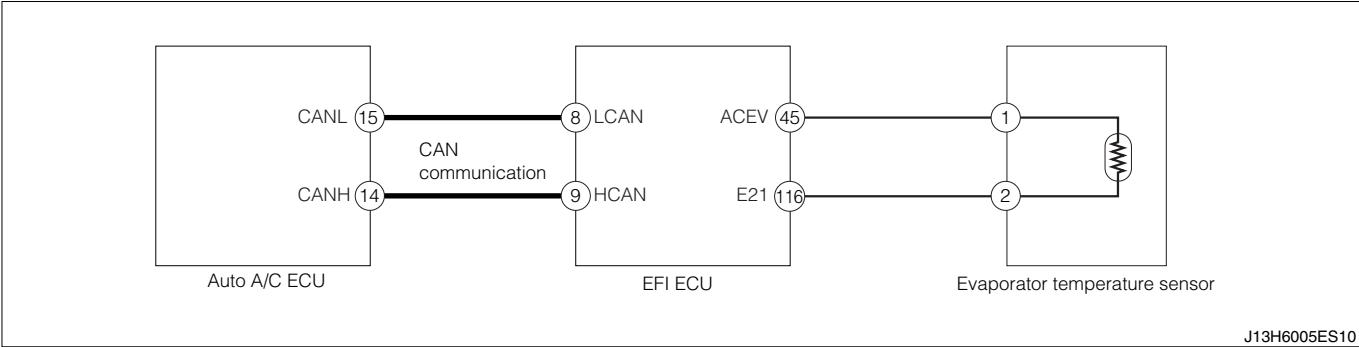 CANL 15 8 LCAN ACEV 45 1
CAN
communication
CANH 14 9 HCAN E21 116 2
Auto A/C ECU EFI ECU Evaporator temperature sensor
J13H6005ES10